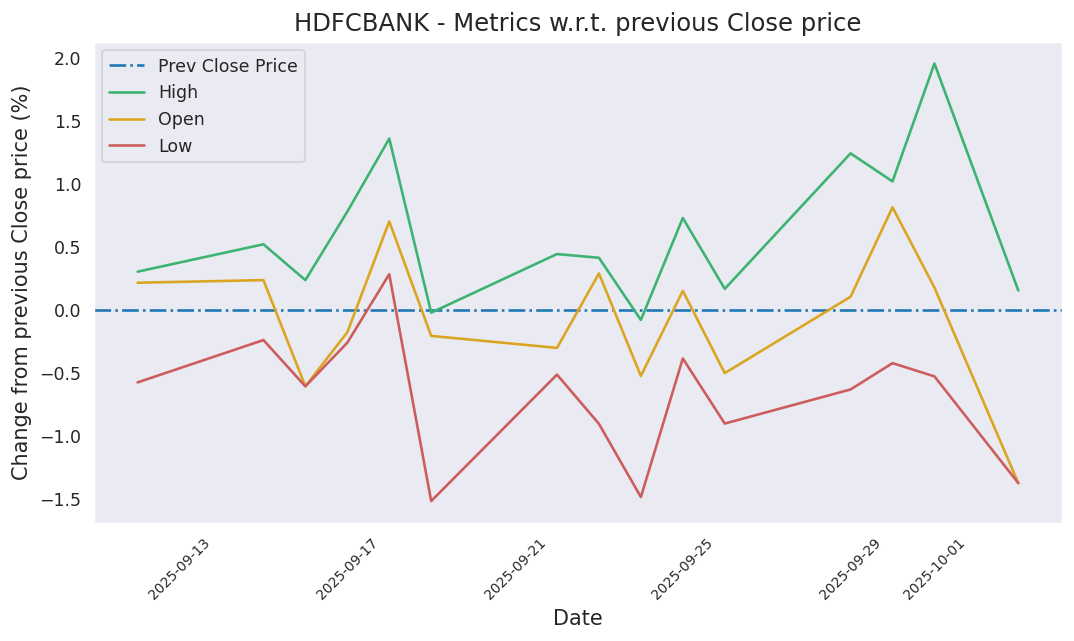 HDFCBANK - Metrics w.r.t. previous Close price
Change from previous Close price (%)
2.0
1.5
1.0
0.5
0.0
−0.5
−1.0
−1.5
Prev Close Price
High
Open
Low
2025-09-13
2025-09-17
2025-09-21
2025-09-25
2025-09-29
2025-10-01
Date